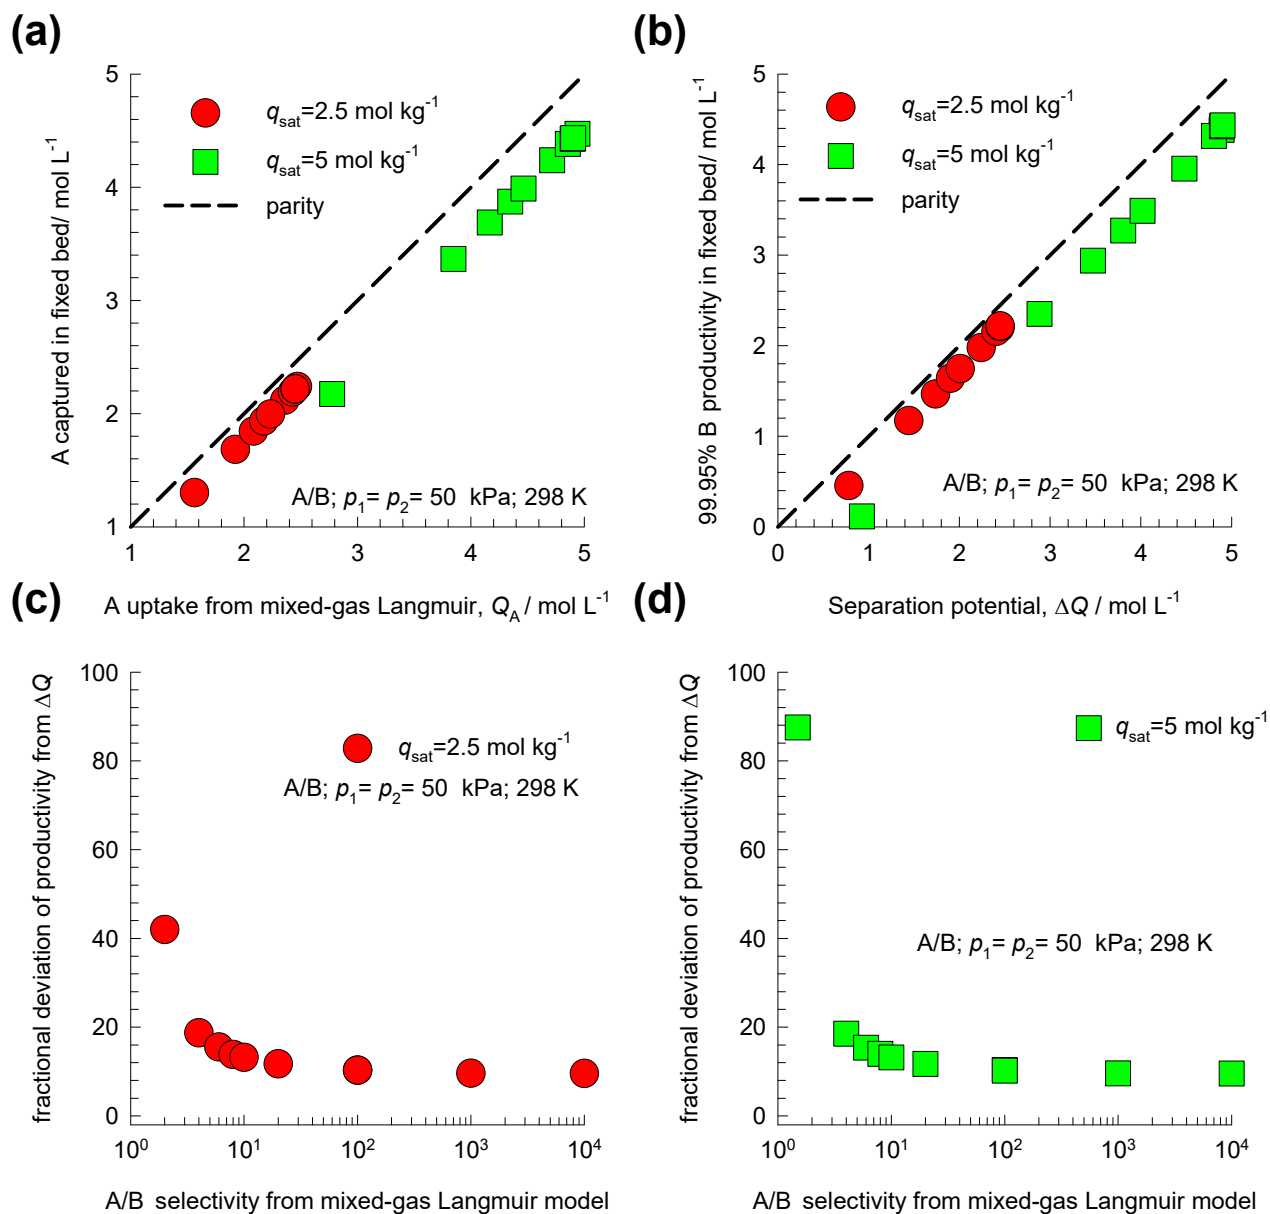 (a)
A captured in fixed bed/ mol L⁻¹
5
4
3
2
1
1
2
3
4
5
q_sat=2.5 mol kg⁻¹
q_sat=5 mol kg⁻¹
parity
A/B; p₁= p₂= 50 kPa; 298 K
A uptake from mixed-gas Langmuir, Q_A / mol L⁻¹
(b)
99.95% B productivity in fixed bed/ mol L⁻¹
5
4
3
2
1
0
0
1
2
3
4
5
q_sat=2.5 mol kg⁻¹
q_sat=5 mol kg⁻¹
parity
A/B; p₁= p₂= 50 kPa; 298 K
Separation potential, ΔQ / mol L⁻¹
(c)
fractional deviation of productivity from ΔQ
100
80
60
40
20
0
10⁰
10¹
10²
10³
10⁴
q_sat=2.5 mol kg⁻¹
A/B; p₁= p₂= 50 kPa; 298 K
A/B selectivity from mixed-gas Langmuir model
(d)
fractional deviation of productivity from ΔQ
100
80
60
40
20
0
10⁰
10¹
10²
10³
10⁴
q_sat=5 mol kg⁻¹
A/B; p₁= p₂= 50 kPa; 298 K
A/B selectivity from mixed-gas Langmuir model